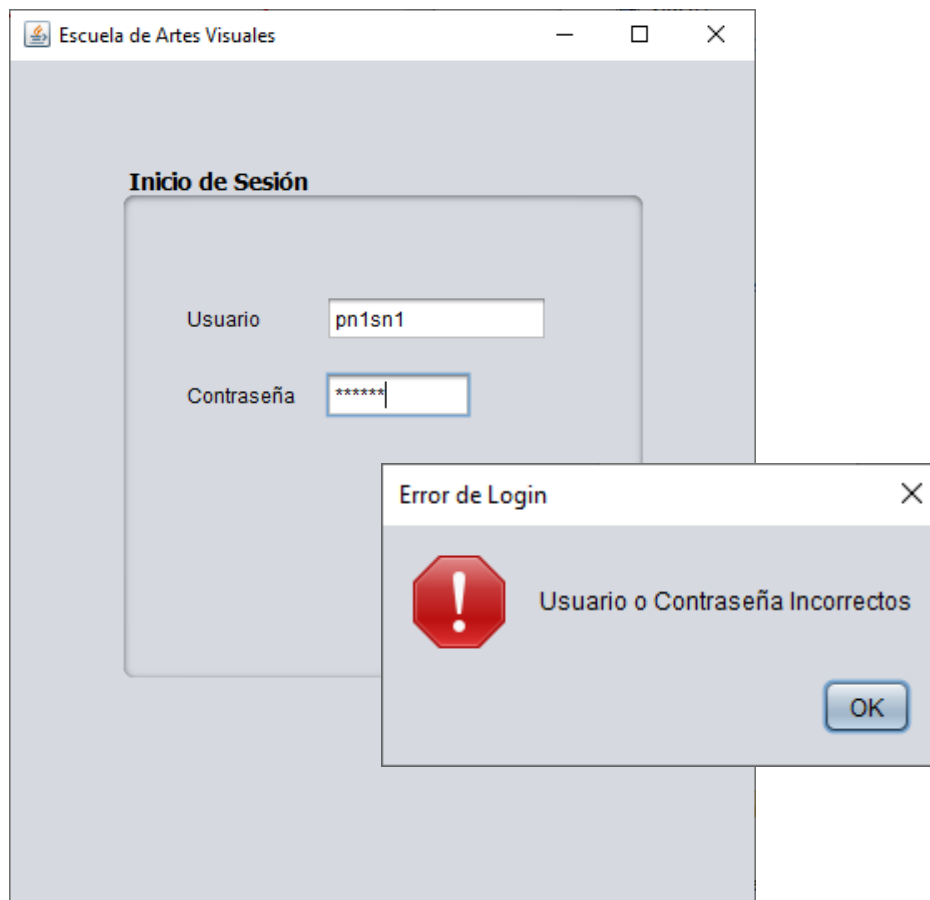 Escuela de Artes Visuales
Inicio de Sesión
Usuario pn1sn1
Contraseña ******
Error de Login
Usuario o Contraseña Incorrectos
OK